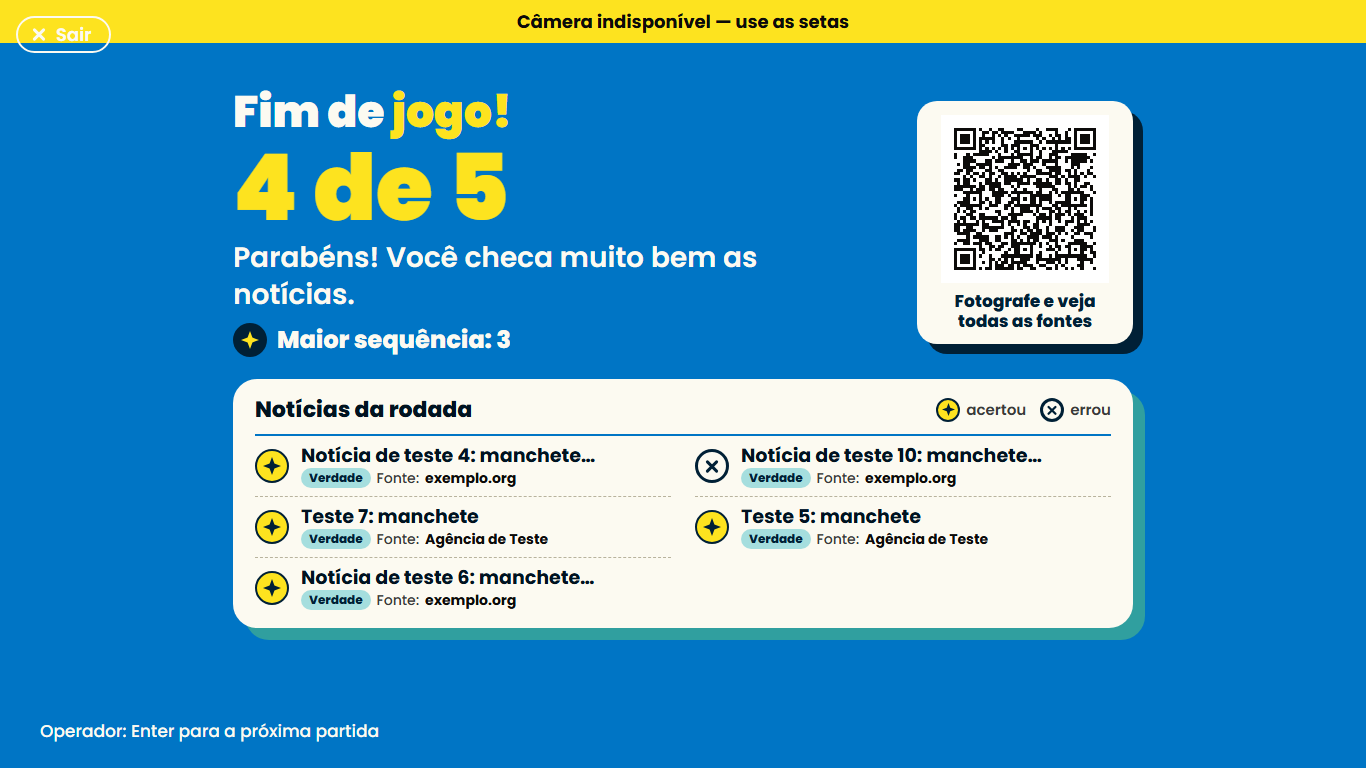 Câmera indisponível — use as setas
✕ Sair
Fim de jogo!
4 de 5
Parabéns! Você checa muito bem as
notícias.
Maior sequência: 3
Fotografe e veja
todas as fontes
Notícias da rodada
acertou
errou
Notícia de teste 4: manchete...
Verdade Fonte: exemplo.org
Notícia de teste 10: manchete...
Verdade Fonte: exemplo.org
Teste 7: manchete
Verdade Fonte: Agência de Teste
Teste 5: manchete
Verdade Fonte: Agência de Teste
Notícia de teste 6: manchete...
Verdade Fonte: exemplo.org
Operador: Enter para a próxima partida